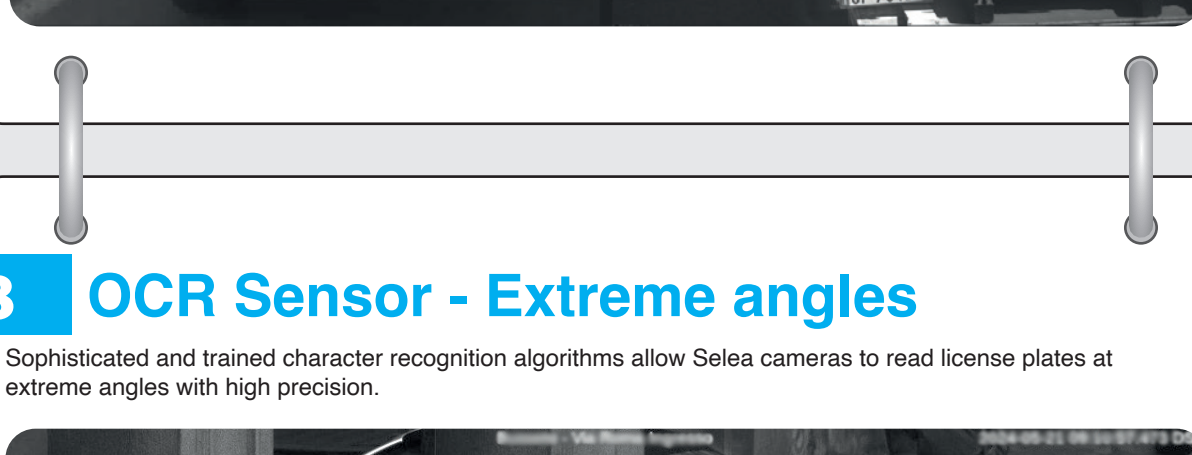 OCR Sensor - Extreme angles
Sophisticated and trained character recognition algorithms allow Selea cameras to read license plates at
extreme angles with high precision.